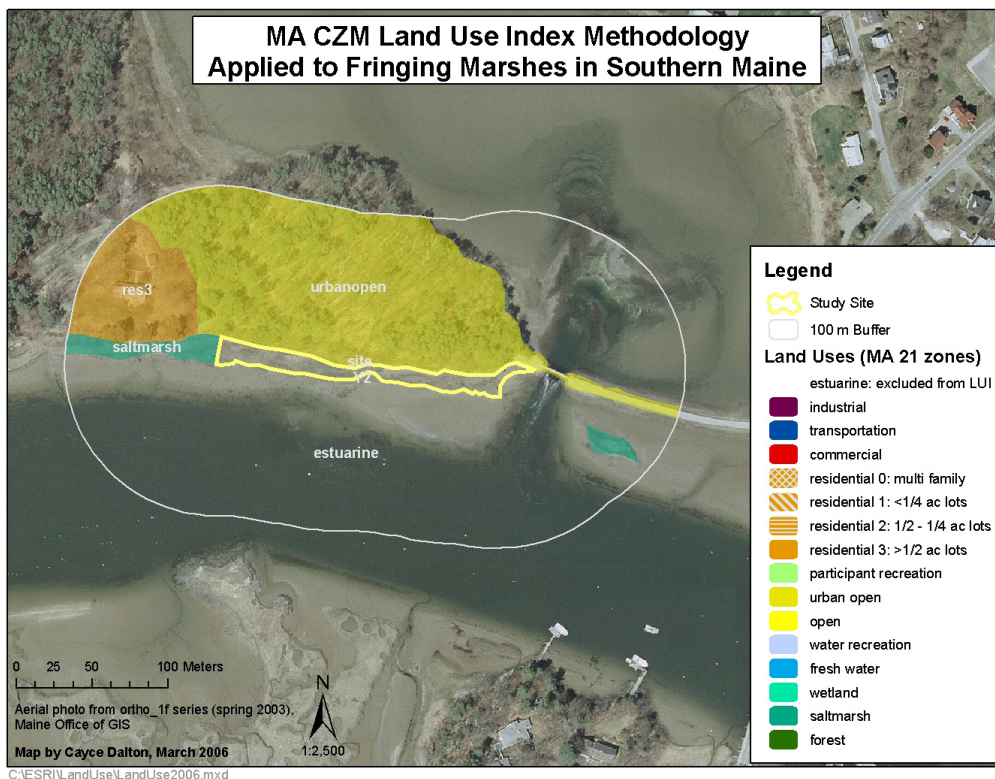 MA CZM Land Use Index Methodology
Applied to Fringing Marshes in Southern Maine
res3
urbanopen
saltmarsh
site
Y2
estuarine
Legend
Study Site
100 m Buffer
Land Uses (MA 21 zones)
estuarine: excluded from LUI
industrial
transportation
commercial
residential 0: multi family
residential 1: <1/4 ac lots
residential 2: 1/2 - 1/4 ac lots
residential 3: >1/2 ac lots
participant recreation
urban open
open
water recreation
fresh water
wetland
saltmarsh
forest
0 25 50 100 Meters
Aerial photo from ortho_1f series (spring 2003),
Maine Office of GIS
Map by Cayce Dalton, March 2006
N
1:2,500
C:\ESRI\LandUse\LandUse2006.mxd